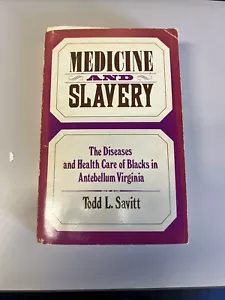 MEDICINE
AND
SLAVERY
The Diseases
and Health Care of Blacks in
Antebellum Virginia
Todd L. Savitt